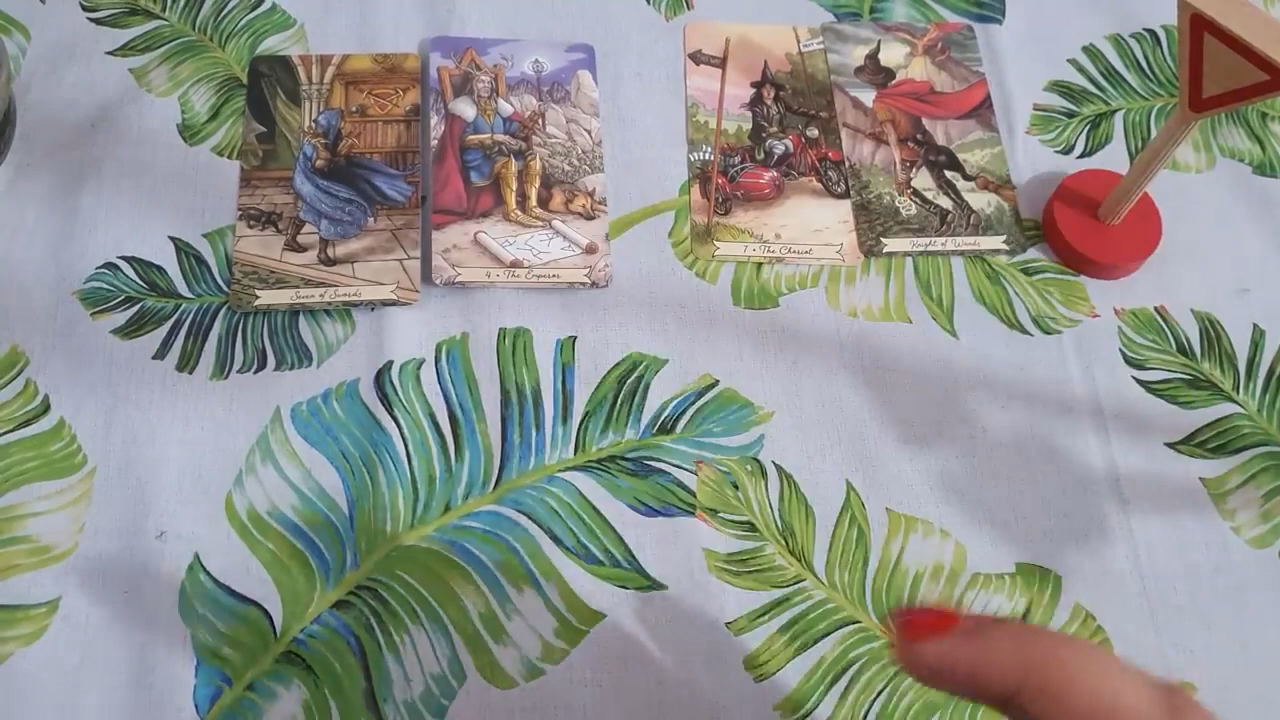 Seven of Swords
4 • The Emperor
7 • The Chariot
Knight of Wands